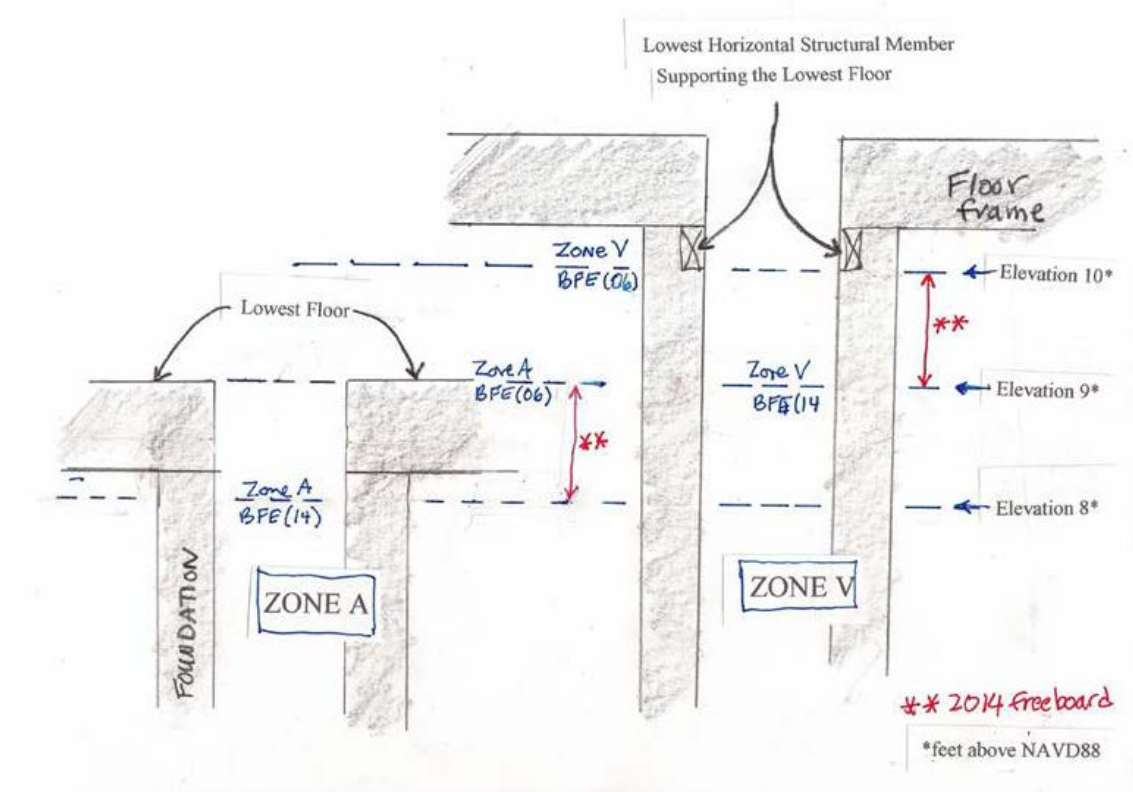 Lowest Horizontal Structural Member
Supporting the Lowest Floor
Floor
frame
ZONE V
BFE (06)
Elevation 10*
Lowest Floor
**
Zone A
BFE (06)
Zone V
BFE (14
Elevation 9*
**
Zone A
BFE (14)
Elevation 8*
FOUNDATION
ZONE A
ZONE V
** 2014 freeboard
*feet above NAVD88